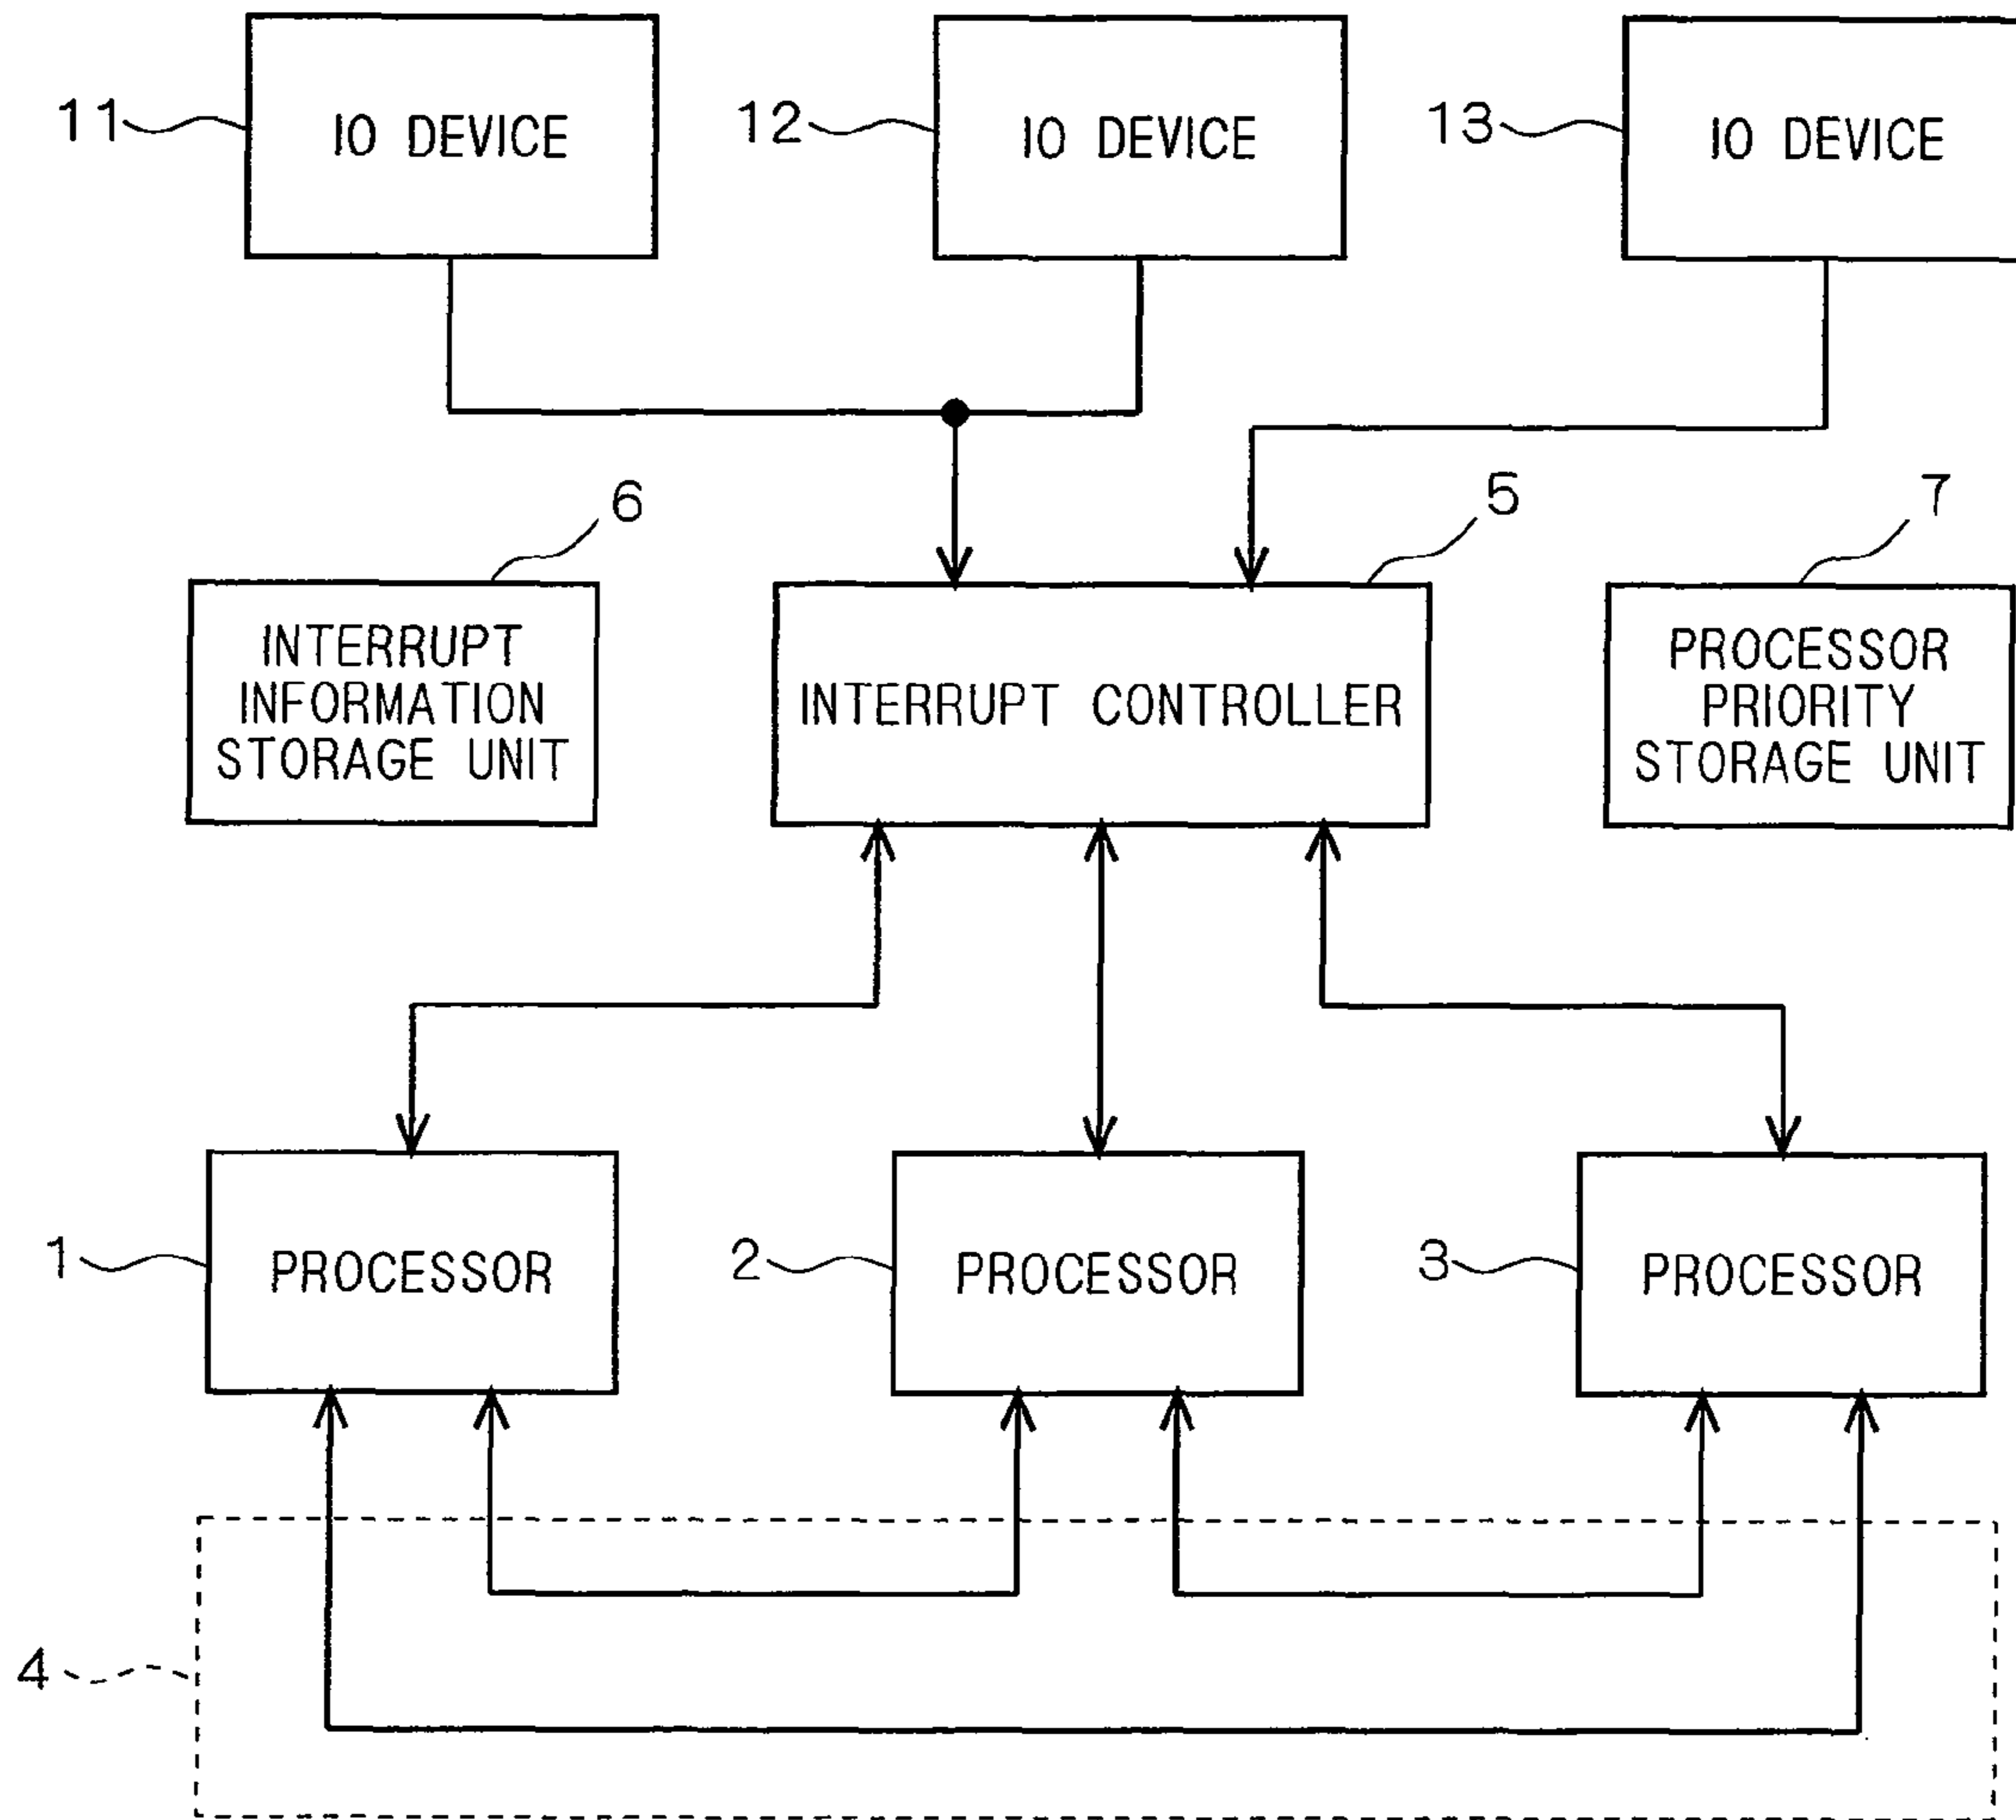 11
IO DEVICE
12
IO DEVICE
13
IO DEVICE
6
5
7
INTERRUPT
INFORMATION
STORAGE UNIT
INTERRUPT CONTROLLER
PROCESSOR
PRIORITY
STORAGE UNIT
1
PROCESSOR
2
PROCESSOR
3
PROCESSOR
4